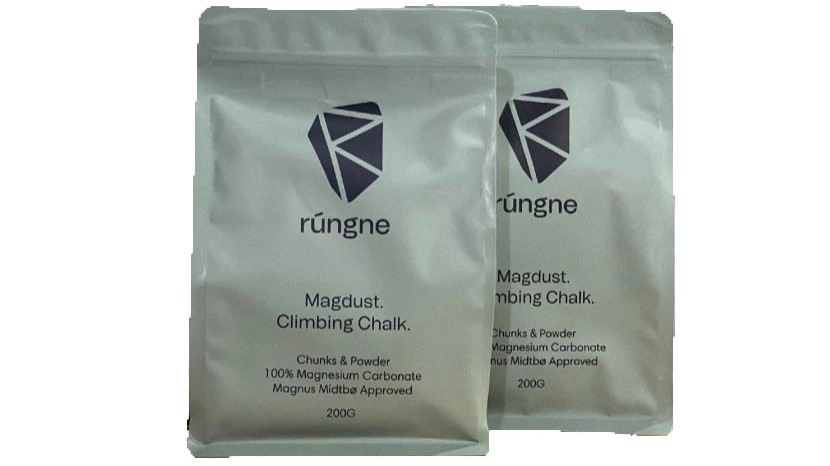 rúngne
Magdust.
Climbing Chalk.
Chunks & Powder
100% Magnesium Carbonate
Magnus Midtbø Approved
200G
rúngne
Magdust.
mbing Chalk.
Chunks & Powder
Magnesium Carbonate
nus Midtbø Approved
200G